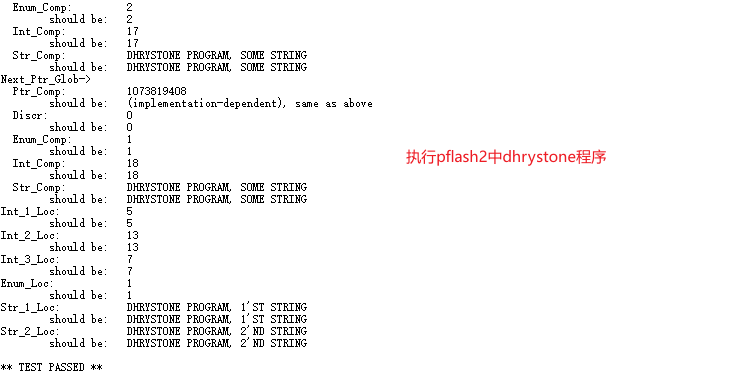 Enum_Comp: 2
should be: 2
Int_Comp: 17
should be: 17
Str_Comp: DHRYSTONE PROGRAM, SOME STRING
should be: DHRYSTONE PROGRAM, SOME STRING
Next_Ptr_Glob->
Ptr_Comp: 1073819408
should be: (implementation-dependent), same as above
Discr: 0
should be: 0
Enum_Comp: 1
should be: 1
Int_Comp: 18
should be: 18
Str_Comp: DHRYSTONE PROGRAM, SOME STRING
should be: DHRYSTONE PROGRAM, SOME STRING
Int_1_Loc: 5
should be: 5
Int_2_Loc: 13
should be: 13
Int_3_Loc: 7
should be: 7
Enum_Loc: 1
should be: 1
Str_1_Loc: DHRYSTONE PROGRAM, 1'ST STRING
should be: DHRYSTONE PROGRAM, 1'ST STRING
Str_2_Loc: DHRYSTONE PROGRAM, 2'ND STRING
should be: DHRYSTONE PROGRAM, 2'ND STRING
** TEST PASSED **
执行pflash2中dhrystone程序